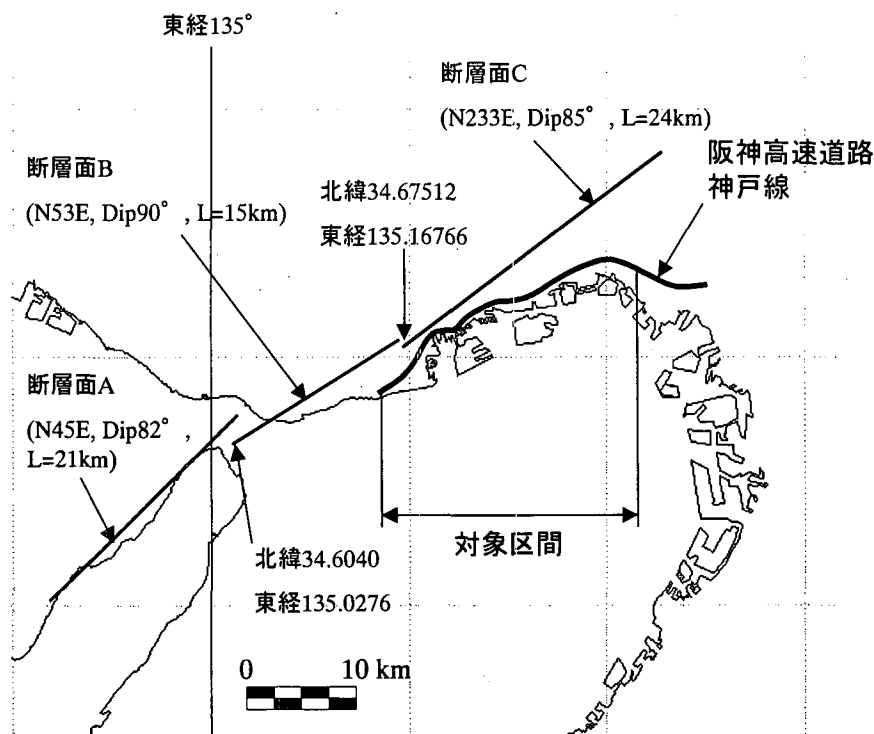 東経135°
断層面C
(N233E, Dip85° , L=24km)
阪神高速道路
神戸線
断層面B
(N53E, Dip90° , L=15km)
北緯34.67512
東経135.16766
断層面A
(N45E, Dip82° ,
L=21km)
対象区間
北緯34.6040
東経135.0276
0 10 km